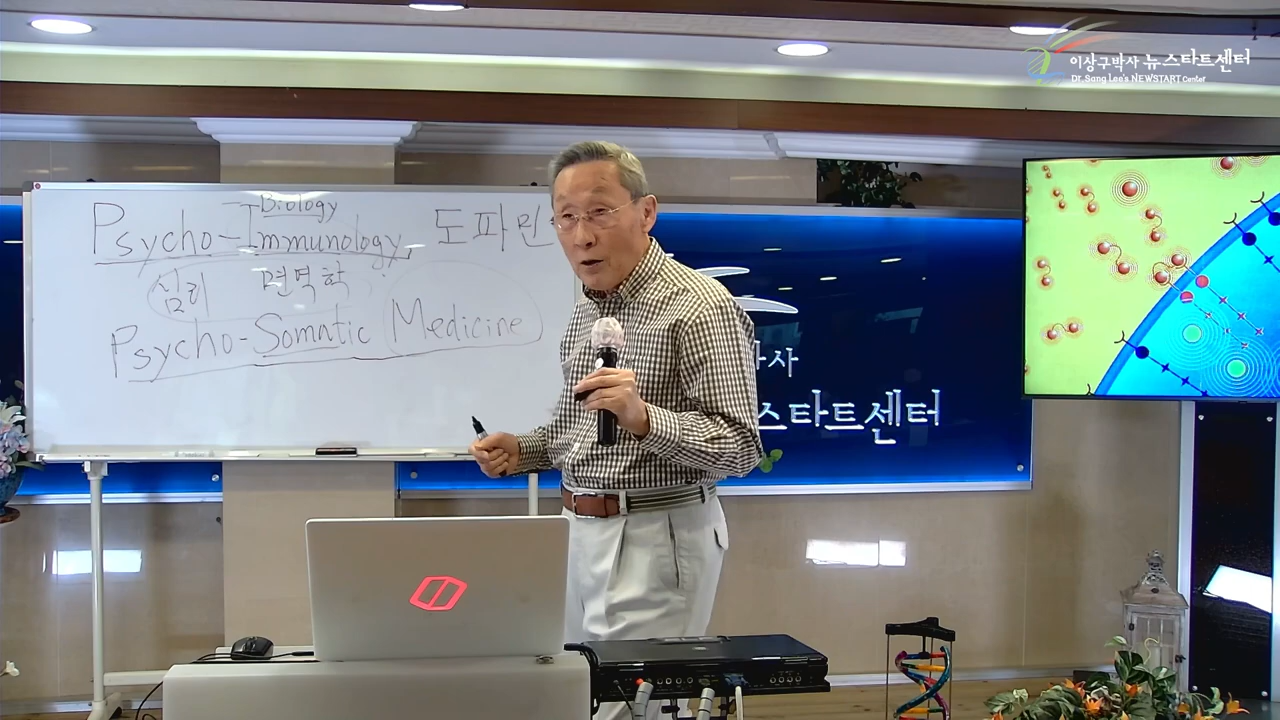 이상구박사 뉴스타트센터
Dr. Sang Lee's NEWSTART Center
Biology
Psycho-Immunology, 도파민
심리 면역학
Psycho-Somatic Medicine
사
스타트센터